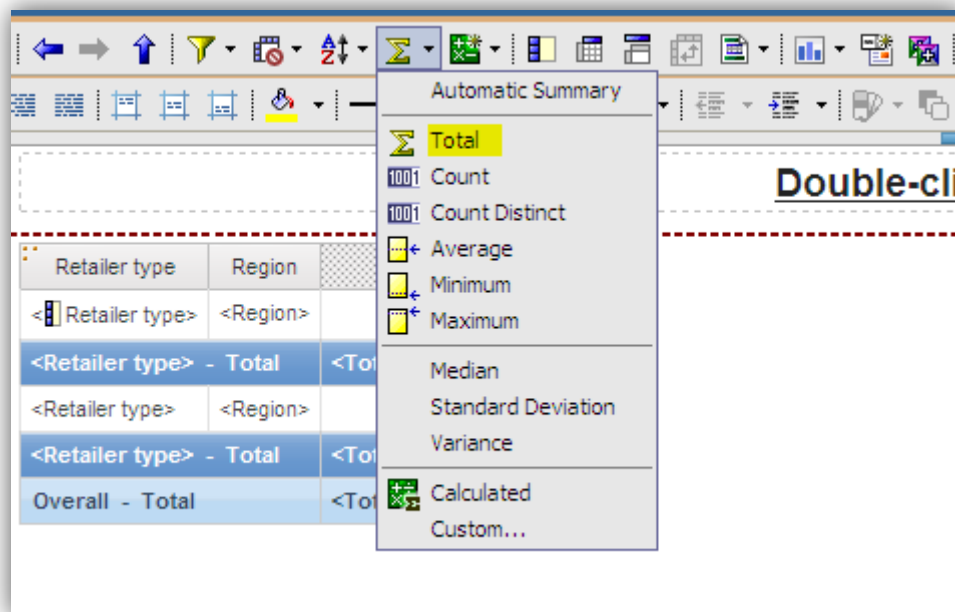 Automatic Summary
Total
Count
Count Distinct
Average
Minimum
Maximum
Median
Standard Deviation
Variance
Calculated
Custom...
Double-cli
Retailer type Region
<Retailer type> <Region>
<Retailer type> - Total <Tot
<Retailer type> <Region>
<Retailer type> - Total <Tot
Overall - Total <Tot